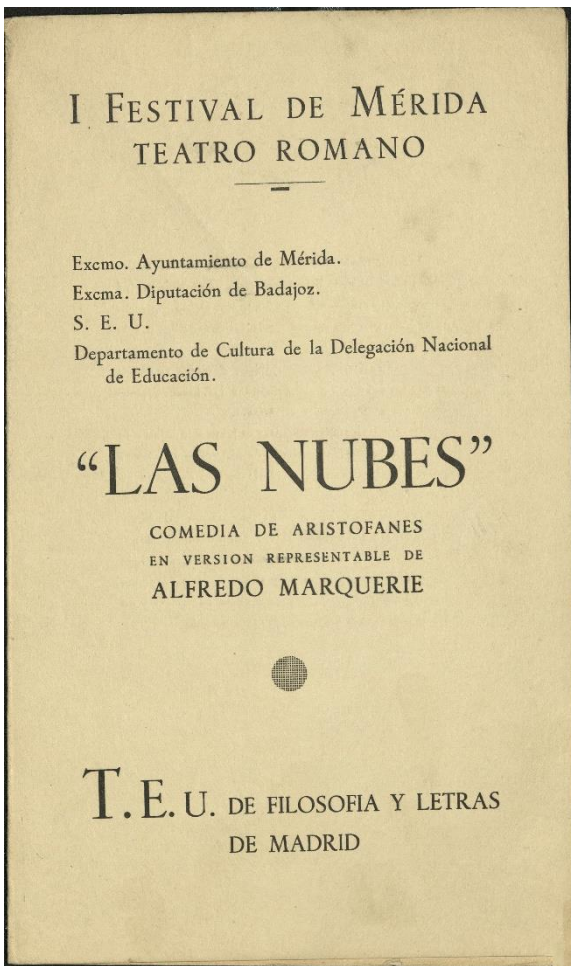 I FESTIVAL DE MÉRIDA
TEATRO ROMANO
Excmo. Ayuntamiento de Mérida.
Excma. Diputación de Badajoz.
S. E. U.
Departamento de Cultura de la Delegación Nacional
de Educación.
“LAS NUBES”
COMEDIA DE ARISTOFANES
EN VERSION REPRESENTABLE DE
ALFREDO MARQUERIE
T. E. U. DE FILOSOFIA Y LETRAS
DE MADRID